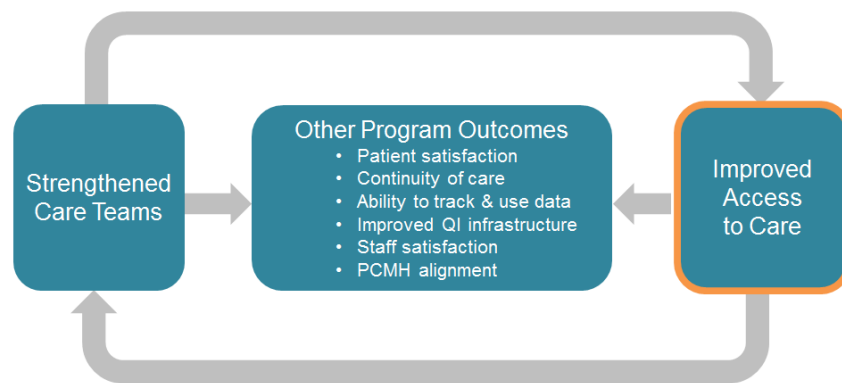 Strengthened
Care Teams
Other Program Outcomes
• Patient satisfaction
• Continuity of care
• Ability to track & use data
• Improved QI infrastructure
• Staff satisfaction
• PCMH alignment
Improved
Access
to Care